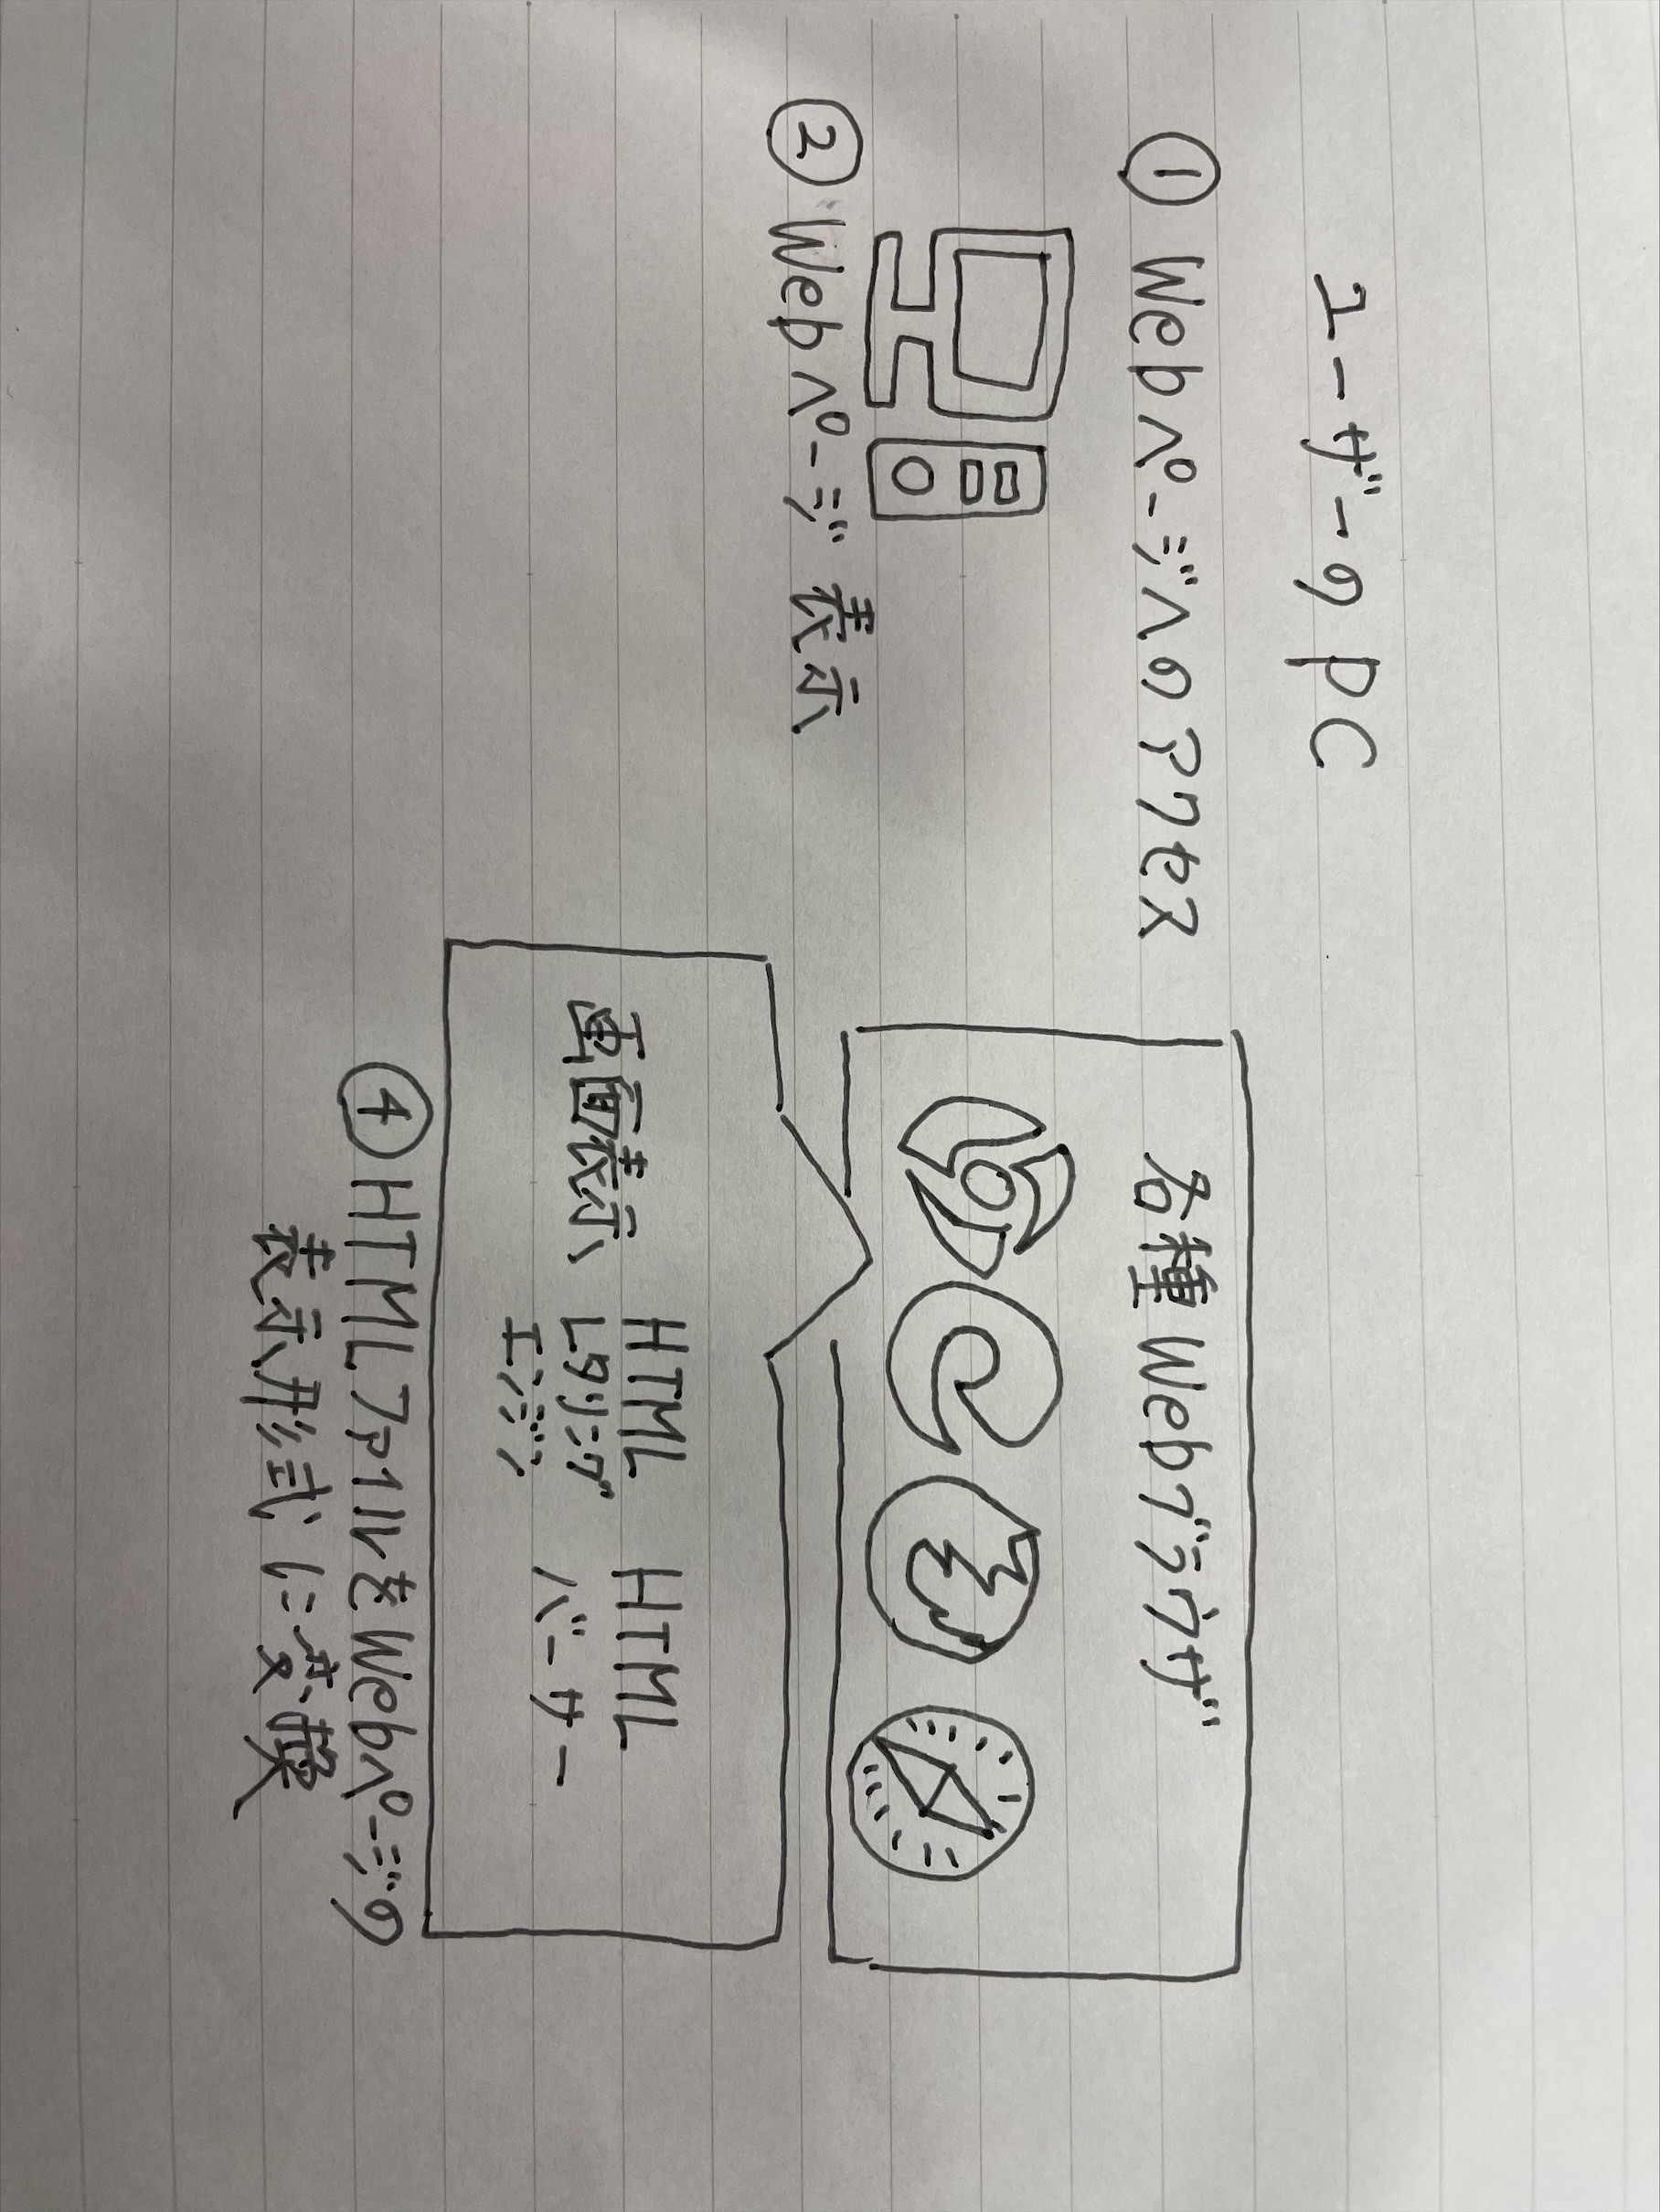 ユーザーのPC
① Webページへのアクセス
② Webページ 表示
各種Webブラウザ
画面表示
HTML
レタリング
エンジン
HTML
バーサー
④ HTMLファイルをWebページの
表示形式に変換